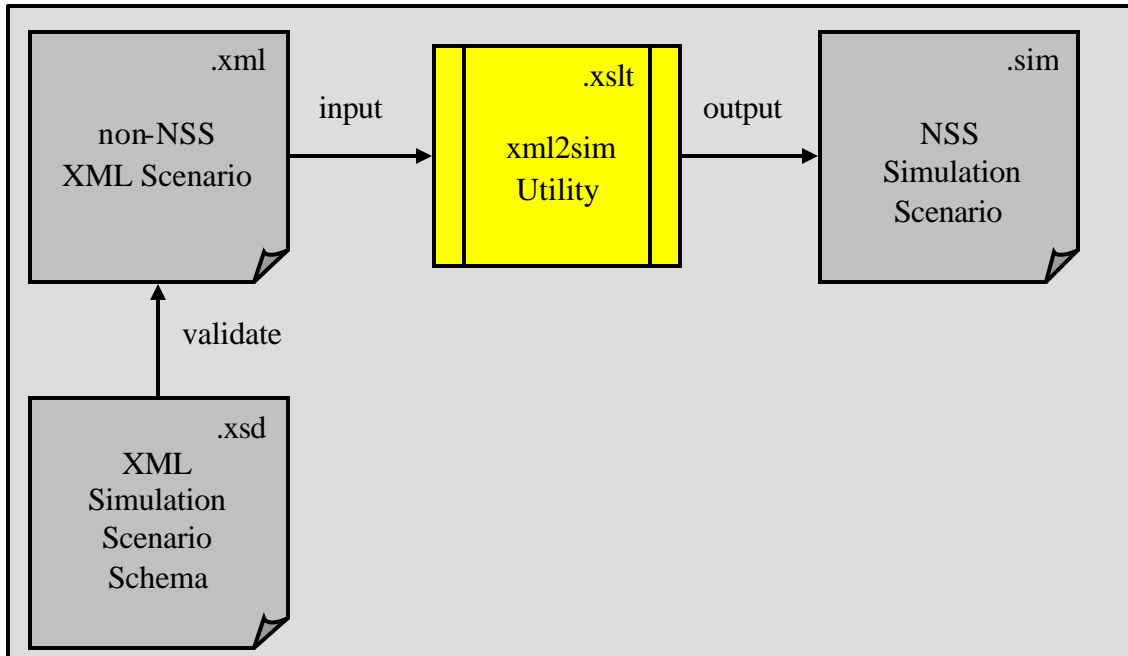 .xml
non-NSS
XML Scenario
input
.xslt
xml2sim
Utility
output
.sim
NSS
Simulation
Scenario
validate
.xsd
XML
Simulation
Scenario
Schema